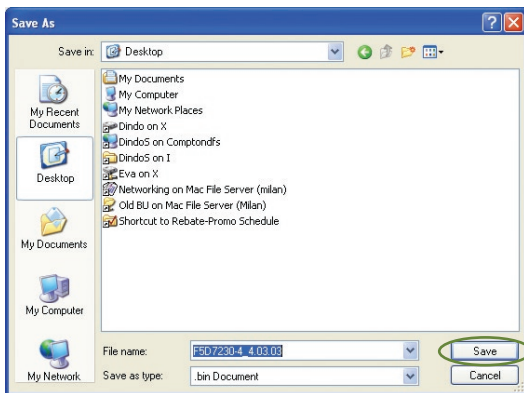 Save As
Save in: Desktop
My Recent
Documents
Desktop
My Documents
My Computer
My Network
My Documents
My Computer
My Network Places
Dindo on X
DindoS on Comptondfs
DindoS on I
Eva on X
Networking on Mac File Server (milan)
Old BU on Mac File Server (Milan)
Shortcut to Rebate-Promo Schedule
File name: F5D7230-4_4.03.03
Save
Save as type: .bin Document
Cancel